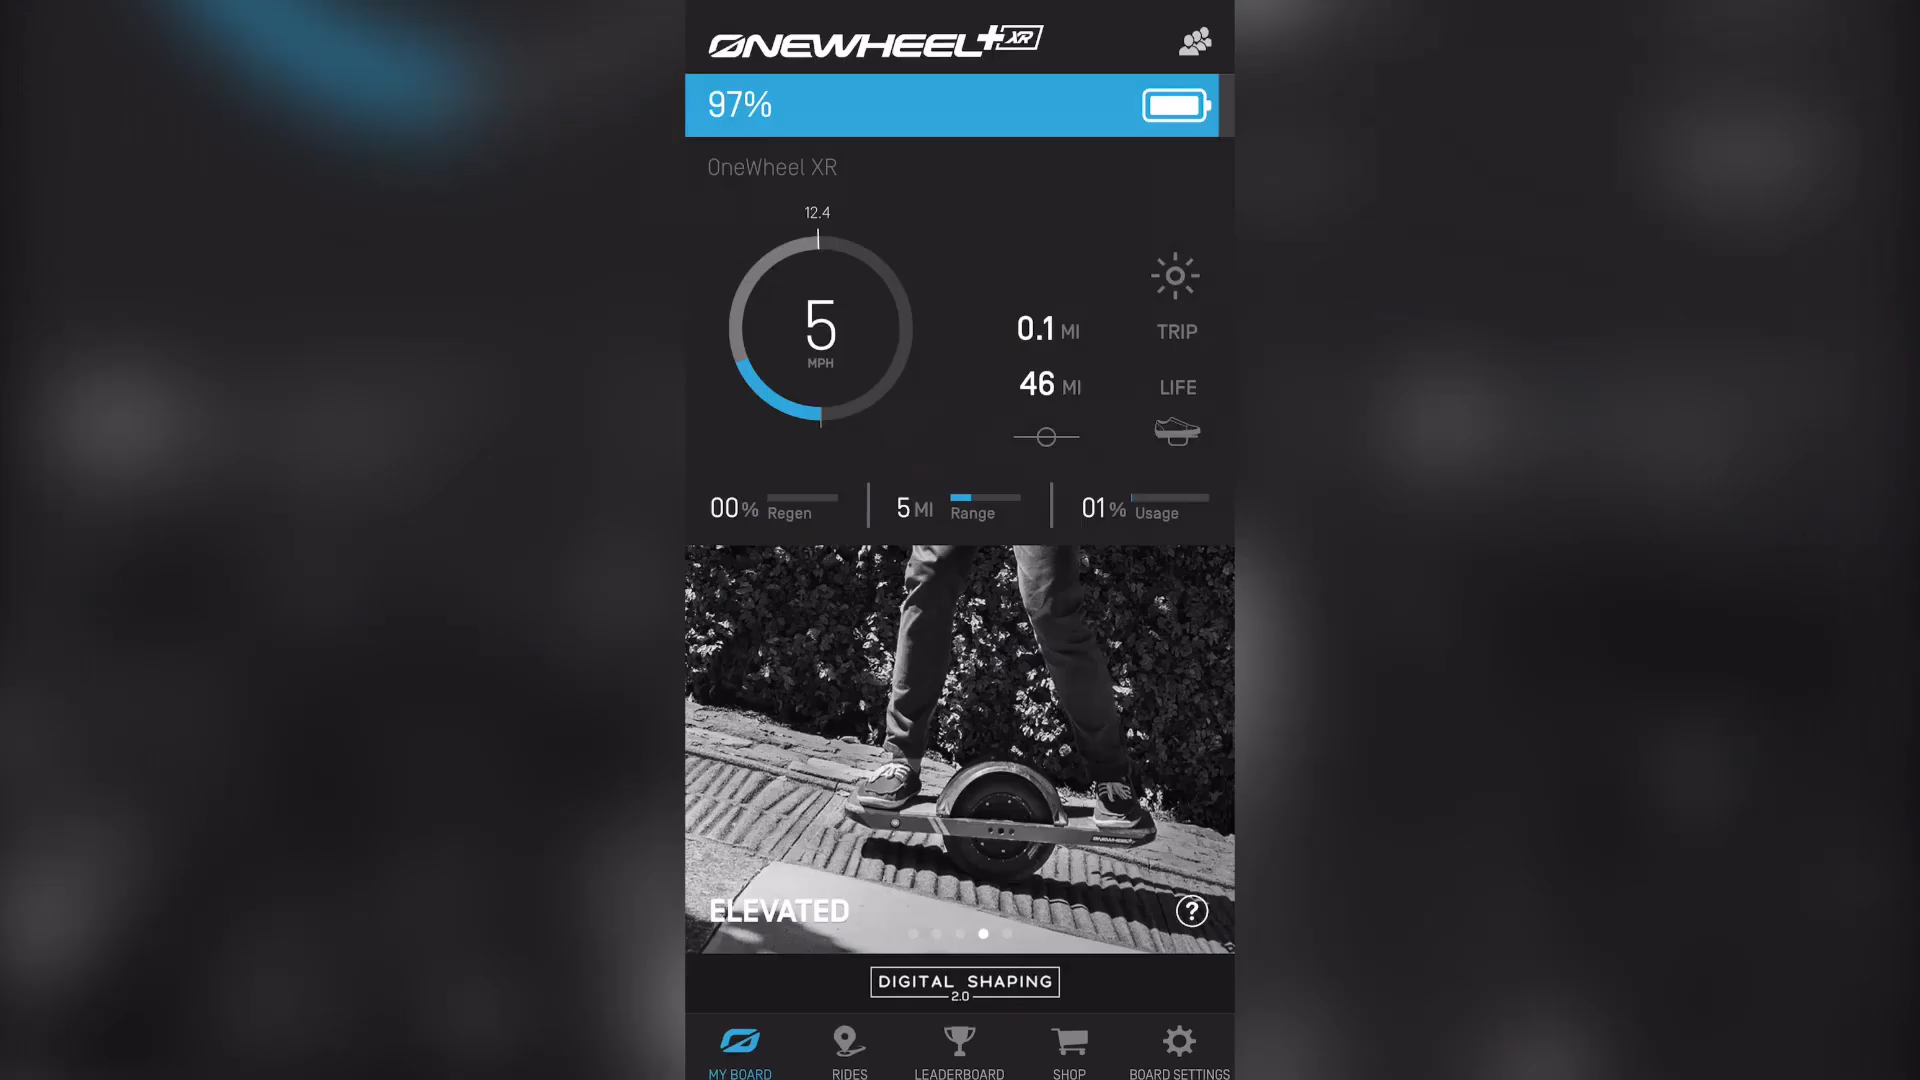 ONEWHEEL+XR
97%
OneWheel XR
12.4
5
MPH
0.1 MI TRIP
46 MI LIFE
00% Regen
5 MI Range
01% Usage
ELEVATED
?
DIGITAL SHAPING
2.0
MY BOARD RIDES LEADERBOARD SHOP BOARD SETTINGS